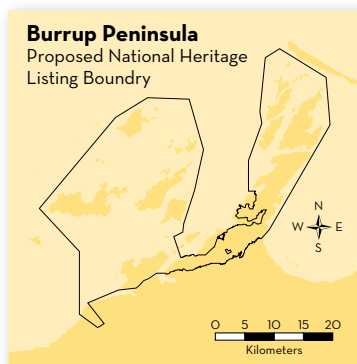 Burrup Peninsula
Proposed National Heritage
Listing Boundry
N
W E
S
0 5 10 15 20
Kilometers